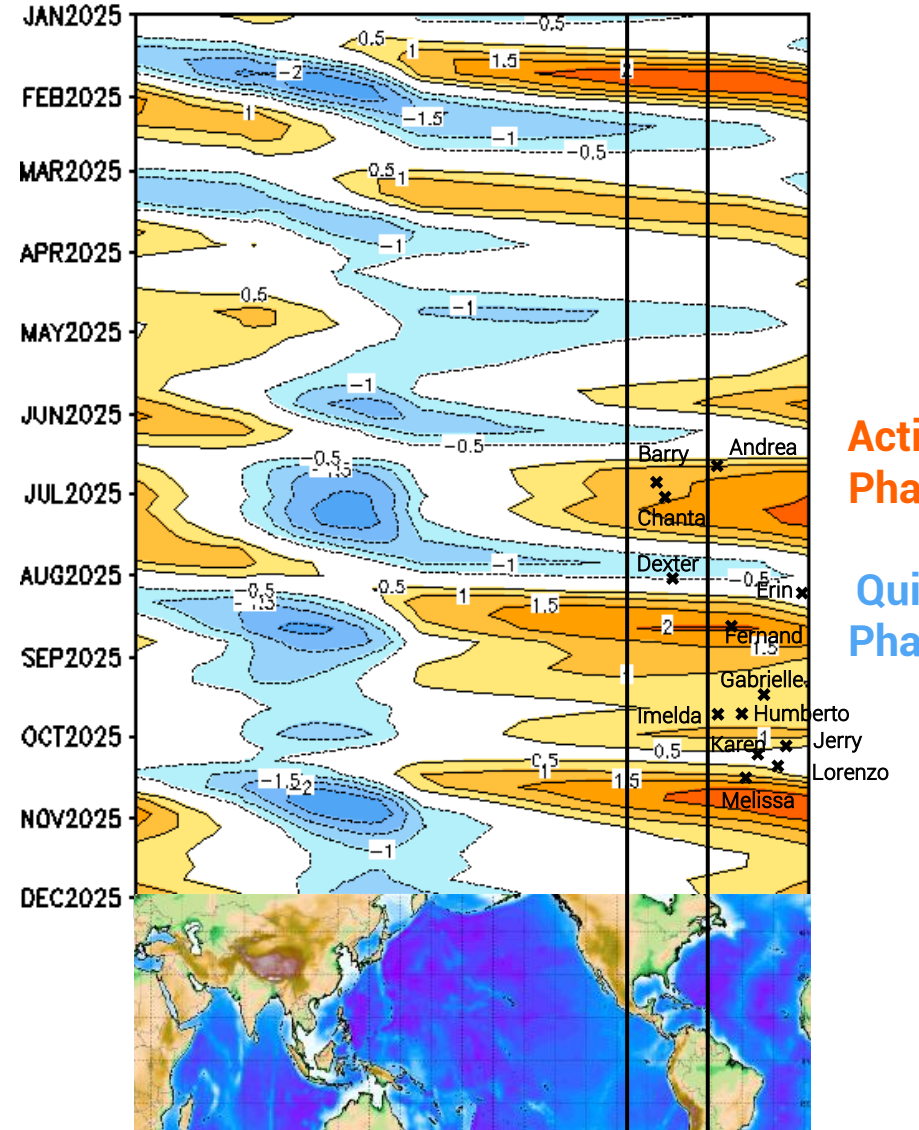 JAN2025
−0.5
0.5
1
1.5
2
−2
FEB2025
1
−1.5
−1
−0.5
MAR2025
0.5
1
−1
APR2025
0.5
−1
MAY2025
−1
JUN2025
−0.5
Acti
Pha
Barry
Andrea
−0.5
JUL2025
Chanta
−1
Dexter
AUG2025
−0.5
Erin
Qui
Pha
−0.5
0.5
1
1.5
2
Fernand
1.5
SEP2025
1
Gabrielle
Imelda
Humberto
OCT2025
1
Jerry
Karen
0.5
0.5
1
Lorenzo
−1.5
−2
1.5
Melissa
NOV2025
−1
DEC2025